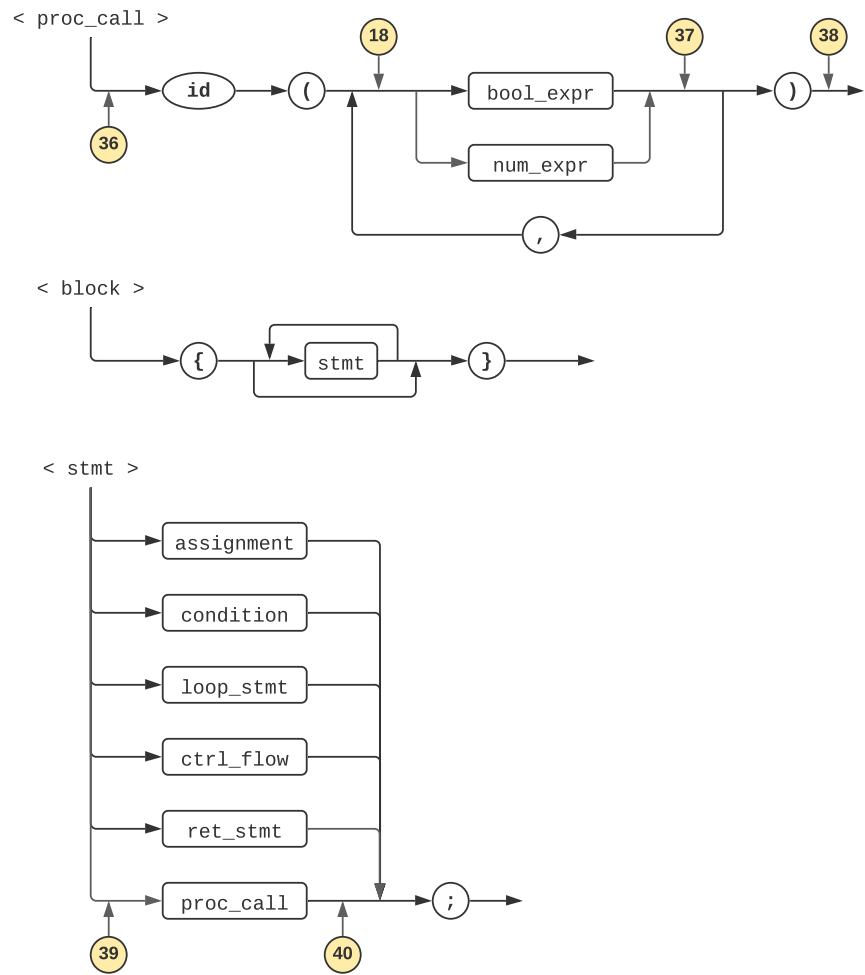 < proc_call >
18
37
38
id
(
bool_expr
)
36
num_expr
,
< block >
{
stmt
}
< stmt >
assignment
condition
loop_stmt
ctrl_flow
ret_stmt
proc_call
;
39
40